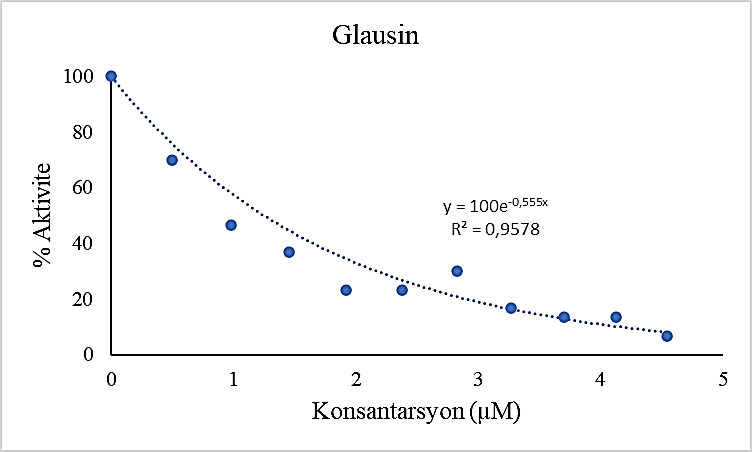 Glausin
% Aktivite
100
80
60
40
20
0
y = 100e^-0,555x
R² = 0,9578
0 1 2 3 4 5
Konsantarsyon (µM)